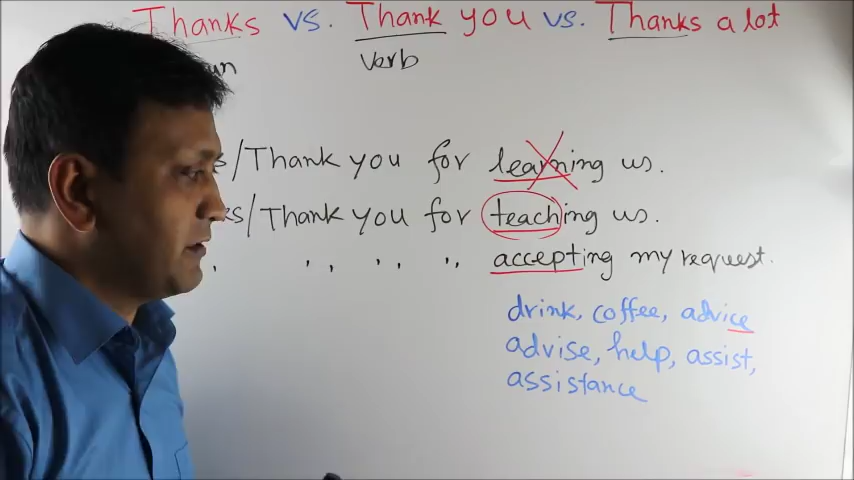 Thanks vs. Thank you vs. Thanks a lot
verb
/Thank you for learning us.
/Thank you for teaching us.
" " " " accepting my request.
drink, coffee, advice
advise, help, assist,
assistance